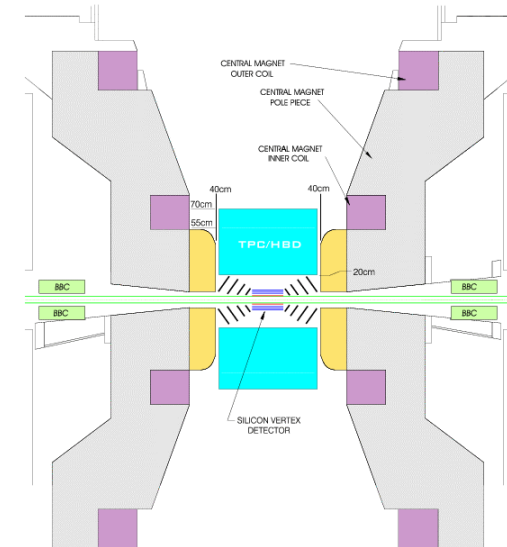 CENTRAL MAGNET
OUTER COIL
CENTRAL MAGNET
POLE PIECE
CENTRAL MAGNET
INNER COIL
40cm
40cm
70cm
55cm
TPC/HBD
20cm
BBC
BBC
BBC
BBC
SILICON VERTEX
DETECTOR